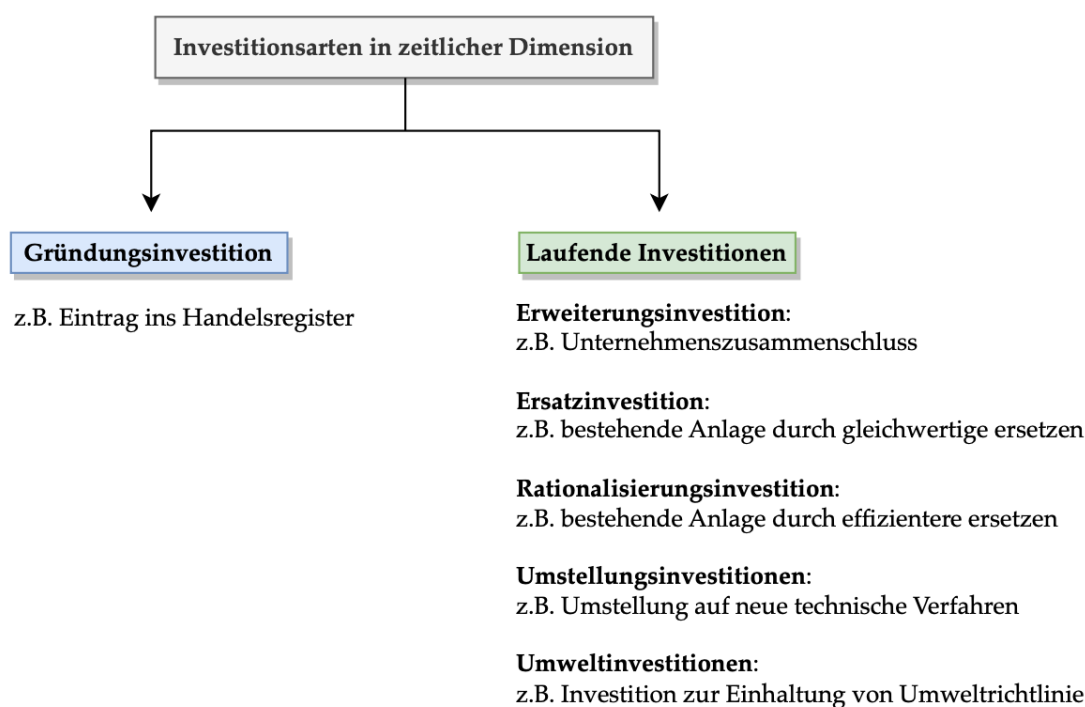 Investitionsarten in zeitlicher Dimension
Gründungsinvestition
z.B. Eintrag ins Handelsregister
Laufende Investitionen
Erweiterungsinvestition:
z.B. Unternehmenszusammenschluss
Ersatzinvestition:
z.B. bestehende Anlage durch gleichwertige ersetzen
Rationalisierungsinvestition:
z.B. bestehende Anlage durch effizientere ersetzen
Umstellungsinvestitionen:
z.B. Umstellung auf neue technische Verfahren
Umweltinvestitionen:
z.B. Investition zur Einhaltung von Umweltrichtlinie